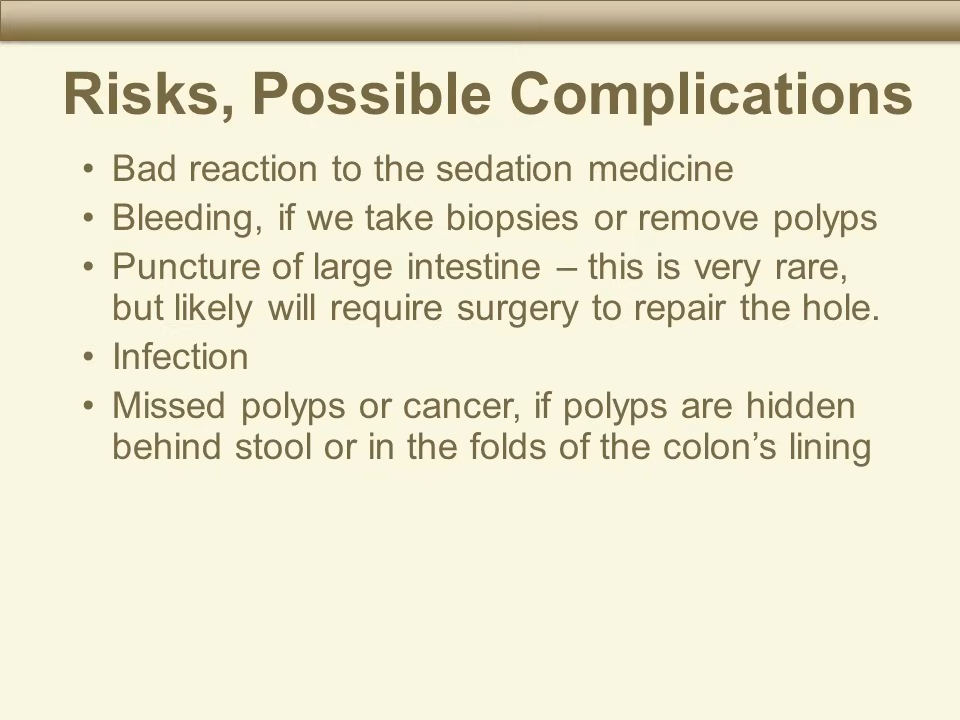 Risks, Possible Complications
• Bad reaction to the sedation medicine
• Bleeding, if we take biopsies or remove polyps
• Puncture of large intestine – this is very rare,
but likely will require surgery to repair the hole.
• Infection
• Missed polyps or cancer, if polyps are hidden
behind stool or in the folds of the colon’s lining